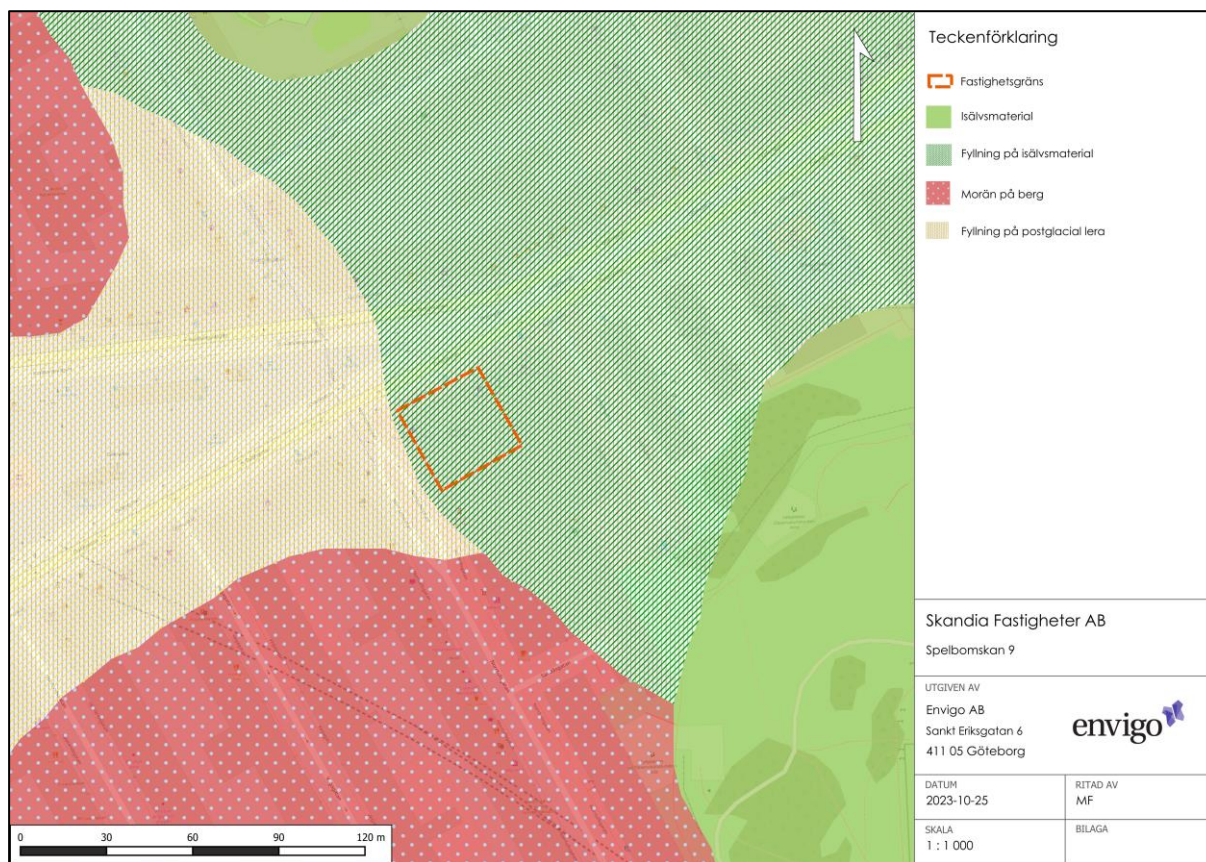 Teckenförklaring
Fastighetsgräns
Isälvsmaterial
Fyllning på isälvsmaterial
Morän på berg
Fyllning på postglacial lera
Skandia Fastigheter AB
Spelbomskan 9
UTGIVEN AV
Envigo AB
Sankt Eriksgatan 6
411 05 Göteborg
envigo
DATUM
2023-10-25
RITAD AV
MF
SKALA
1 : 1 000
BILAGA
0 30 60 90 120 m